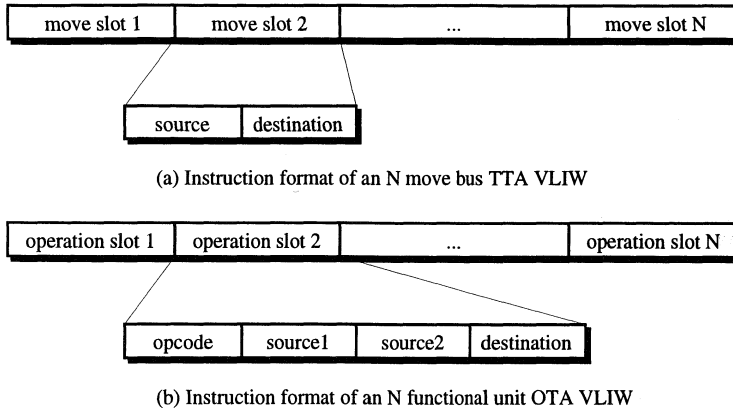 move slot 1 move slot 2 ... move slot N
source destination
(a) Instruction format of an N move bus TTA VLIW
operation slot 1 operation slot 2 ... operation slot N
opcode source1 source2 destination
(b) Instruction format of an N functional unit OTA VLIW